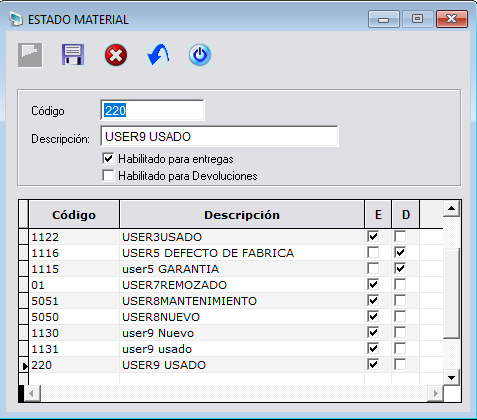 ESTADO MATERIAL
Código 220
Descripción: USER9 USADO
Habilitado para entregas
Habilitado para Devoluciones
Código Descripción E D
1122 USER3USADO
1116 USER5 DEFECTO DE FABRICA
1115 user5 GARANTIA
01 USER7REMOZADO
5051 USER8MANTENIMIENTO
5050 USER8NUEVO
1130 user9 Nuevo
1131 user9 usado
220 USER9 USADO